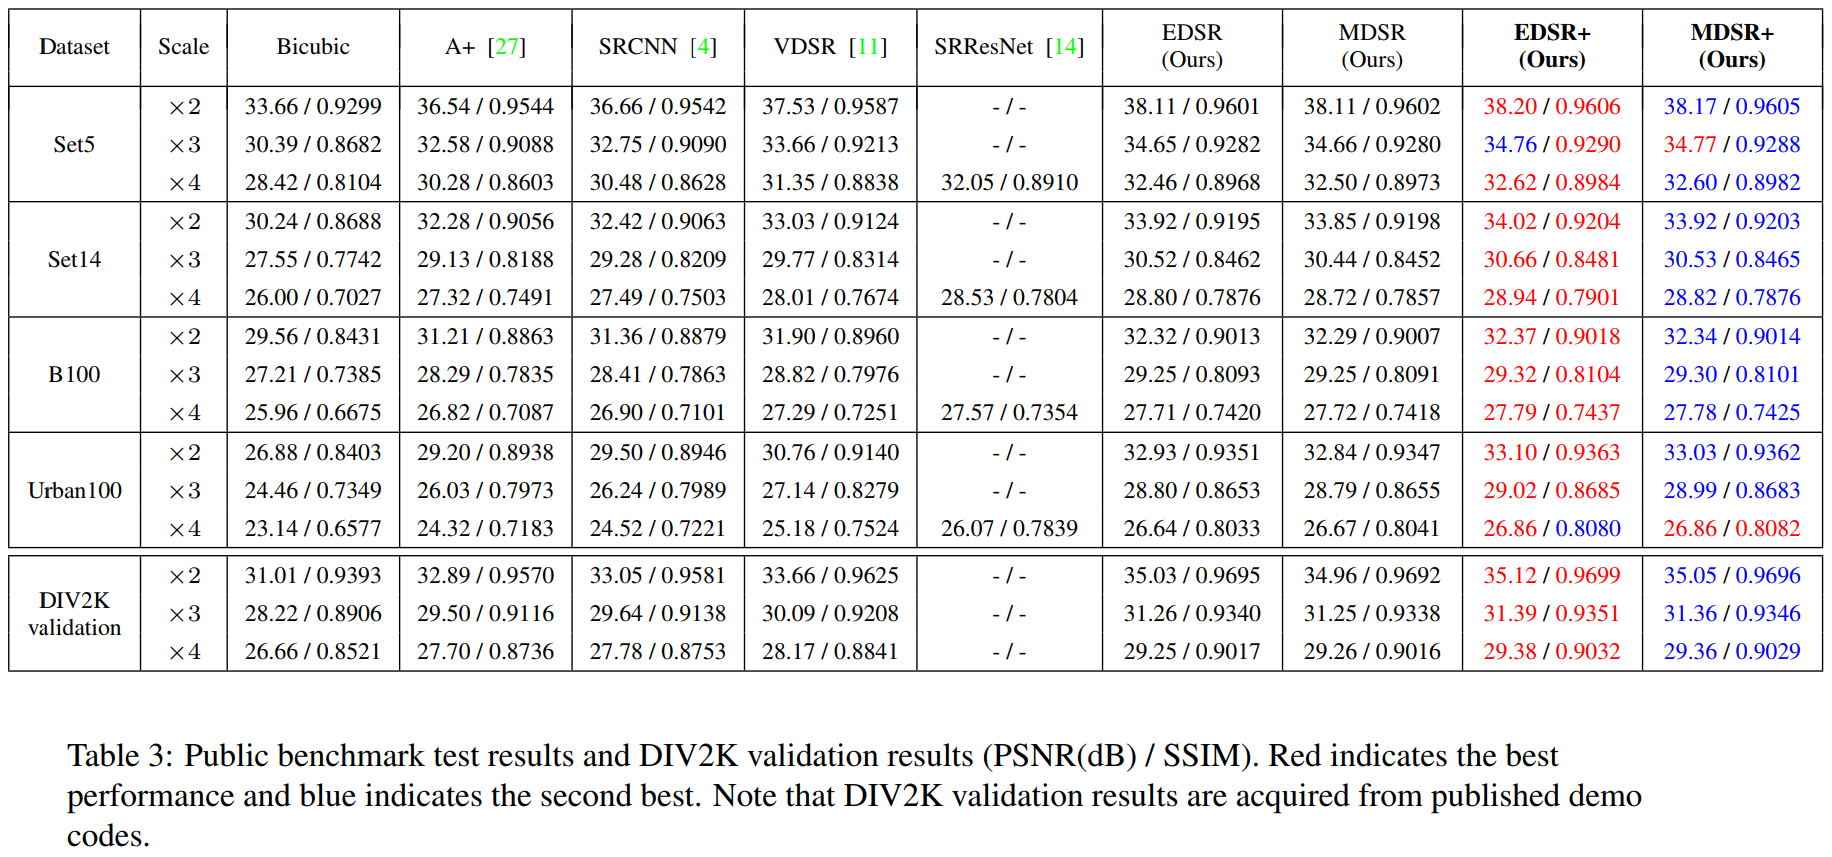 Dataset Scale Bicubic A+ [27] SRCNN [4] VDSR [11] SRResNet [14] EDSR (Ours) MDSR (Ours) EDSR+ (Ours) MDSR+ (Ours)
Set5 ×2 33.66 / 0.9299 36.54 / 0.9544 36.66 / 0.9542 37.53 / 0.9587 - / - 38.11 / 0.9601 38.11 / 0.9602 38.20 / 0.9606 38.17 / 0.9605
×3 30.39 / 0.8682 32.58 / 0.9088 32.75 / 0.9090 33.66 / 0.9213 - / - 34.65 / 0.9282 34.66 / 0.9280 34.76 / 0.9290 34.77 / 0.9288
×4 28.42 / 0.8104 30.28 / 0.8603 30.48 / 0.8628 31.35 / 0.8838 32.05 / 0.8910 32.46 / 0.8968 32.50 / 0.8973 32.62 / 0.8984 32.60 / 0.8982
Set14 ×2 30.24 / 0.8688 32.28 / 0.9056 32.42 / 0.9063 33.03 / 0.9124 - / - 33.92 / 0.9195 33.85 / 0.9198 34.02 / 0.9204 33.92 / 0.9203
×3 27.55 / 0.7742 29.13 / 0.8188 29.28 / 0.8209 29.77 / 0.8314 - / - 30.52 / 0.8462 30.44 / 0.8452 30.66 / 0.8481 30.53 / 0.8465
×4 26.00 / 0.7027 27.32 / 0.7491 27.49 / 0.7503 28.01 / 0.7674 28.53 / 0.7804 28.80 / 0.7876 28.72 / 0.7857 28.94 / 0.7901 28.82 / 0.7876
B100 ×2 29.56 / 0.8431 31.21 / 0.8863 31.36 / 0.8879 31.90 / 0.8960 - / - 32.32 / 0.9013 32.29 / 0.9007 32.37 / 0.9018 32.34 / 0.9014
×3 27.21 / 0.7385 28.29 / 0.7835 28.41 / 0.7863 28.82 / 0.7976 - / - 29.25 / 0.8093 29.25 / 0.8091 29.32 / 0.8104 29.30 / 0.8101
×4 25.96 / 0.6675 26.82 / 0.7087 26.90 / 0.7101 27.29 / 0.7251 27.57 / 0.7354 27.71 / 0.7420 27.72 / 0.7418 27.79 / 0.7437 27.78 / 0.7425
Urban100 ×2 26.88 / 0.8403 29.20 / 0.8938 29.50 / 0.8946 30.76 / 0.9140 - / - 32.93 / 0.9351 32.84 / 0.9347 33.10 / 0.9363 33.03 / 0.9362
×3 24.46 / 0.7349 26.03 / 0.7973 26.24 / 0.7989 27.14 / 0.8279 - / - 28.80 / 0.8653 28.79 / 0.8655 29.02 / 0.8685 28.99 / 0.8683
×4 23.14 / 0.6577 24.32 / 0.7183 24.52 / 0.7221 25.18 / 0.7524 26.07 / 0.7839 26.64 / 0.8033 26.67 / 0.8041 26.86 / 0.8080 26.86 / 0.8082
DIV2K validation ×2 31.01 / 0.9393 32.89 / 0.9570 33.05 / 0.9581 33.66 / 0.9625 - / - 35.03 / 0.9695 34.96 / 0.9692 35.12 / 0.9699 35.05 / 0.9696
×3 28.22 / 0.8906 29.50 / 0.9116 29.64 / 0.9138 30.09 / 0.9208 - / - 31.26 / 0.9340 31.25 / 0.9338 31.39 / 0.9351 31.36 / 0.9346
×4 26.66 / 0.8521 27.70 / 0.8736 27.78 / 0.8753 28.17 / 0.8841 - / - 29.25 / 0.9017 29.26 / 0.9016 29.38 / 0.9032 29.36 / 0.9029
Table 3: Public benchmark test results and DIV2K validation results (PSNR(dB) / SSIM). Red indicates the best
performance and blue indicates the second best. Note that DIV2K validation results are acquired from published demo
codes.